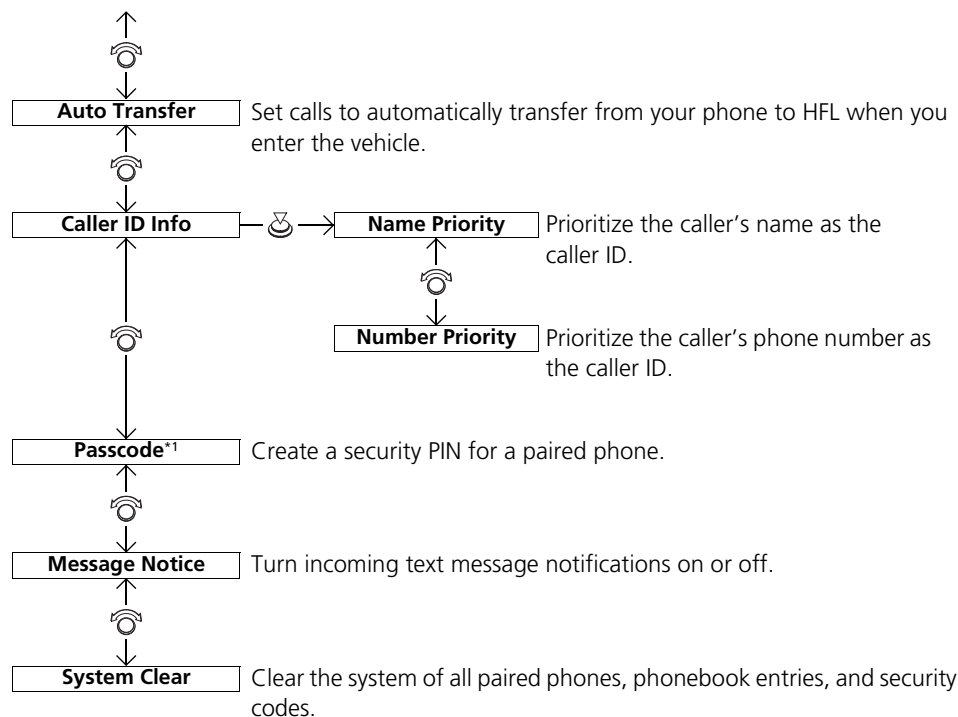 Auto Transfer
Set calls to automatically transfer from your phone to HFL when you
enter the vehicle.
Caller ID Info
Name Priority
Prioritize the caller's name as the
caller ID.
Number Priority
Prioritize the caller's phone number as
the caller ID.
Passcode*1
Create a security PIN for a paired phone.
Message Notice
Turn incoming text message notifications on or off.
System Clear
Clear the system of all paired phones, phonebook entries, and security
codes.